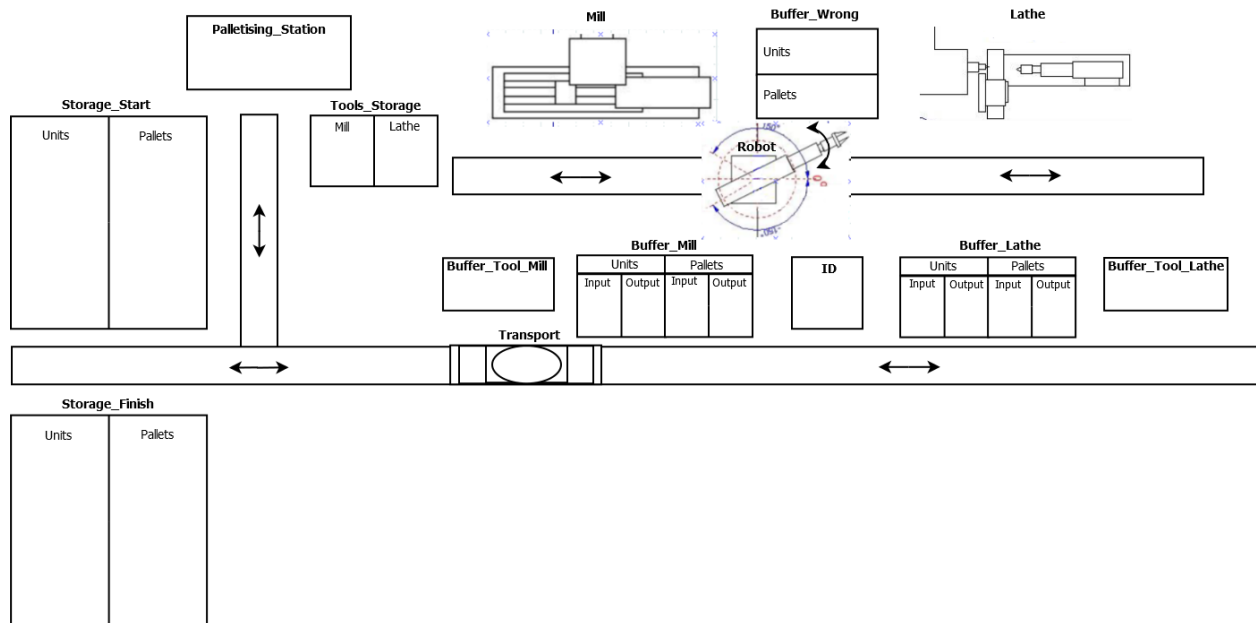 Palletising_Station
Mill
Buffer_Wrong
Units
Pallets
Lathe
Storage_Start
Units
Pallets
Tools_Storage
Mill
Lathe
Robot
Buffer_Tool_Mill
Buffer_Mill
Units
Pallets
Input
Output
Input
Output
ID
Buffer_Lathe
Units
Pallets
Input
Output
Input
Output
Buffer_Tool_Lathe
Transport
Storage_Finish
Units
Pallets